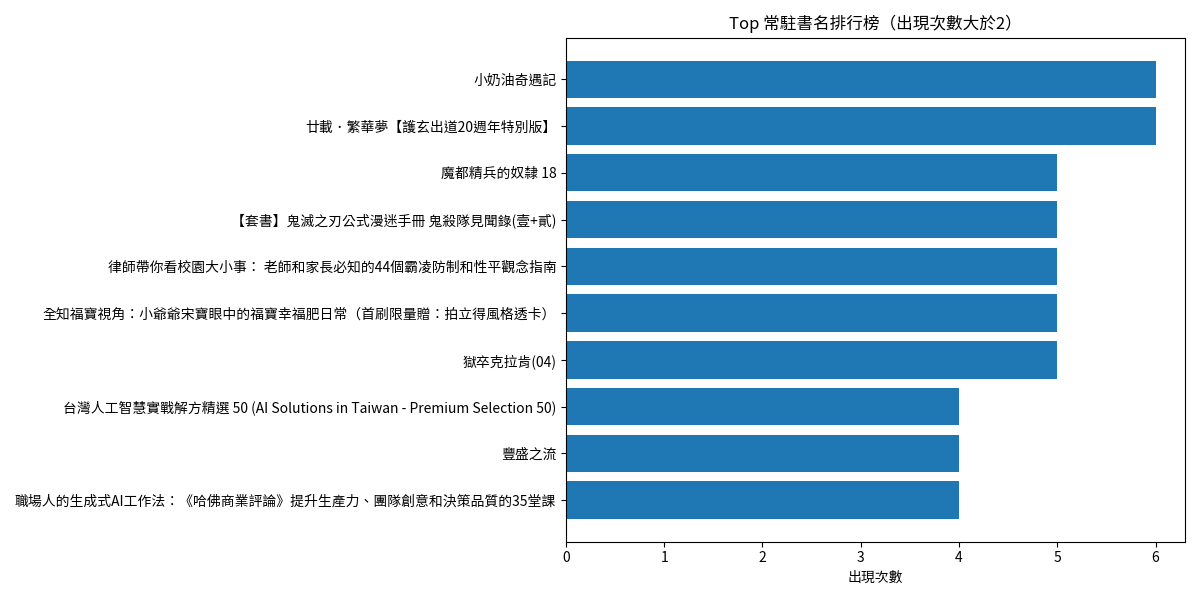 Top 常駐書名排行榜（出現次數大於2）
小奶油奇遇記
廿載．繁華夢【護玄出道20週年特別版】
魔都精兵的奴隸 18
【套書】鬼滅之刃公式漫迷手冊 鬼殺隊見聞錄(壹+貳)
律師帶你看校園大小事： 老師和家長必知的44個霸凌防制和性平觀念指南
全知福寶視角：小爺爺宋寶眼中的福寶幸福肥日常（首刷限量贈：拍立得風格透卡）
獄卒克拉肯(04)
台灣人工智慧實戰解方精選 50 (AI Solutions in Taiwan - Premium Selection 50)
豐盛之流
職場人的生成式AI工作法：《哈佛商業評論》提升生產力、團隊創意和決策品質的35堂課
0 1 2 3 4 5 6
出現次數